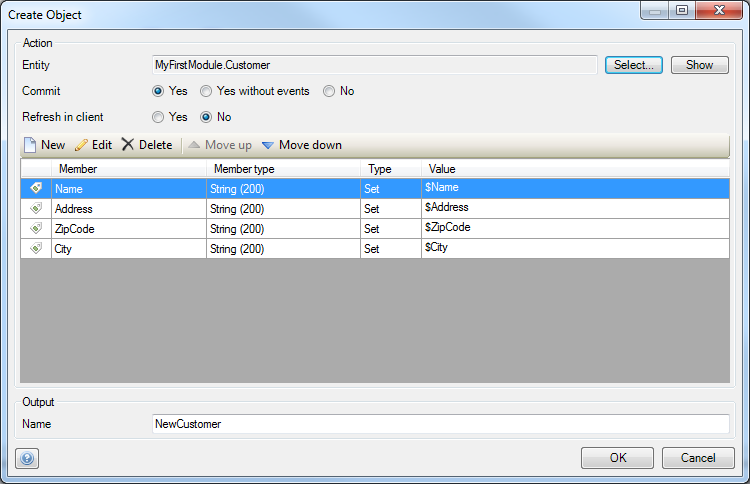 Create Object
Action
Entity MyFirstModule.Customer Select... Show
Commit Yes Yes without events No
Refresh in client Yes No
New Edit Delete Move up Move down
Member Member type Type Value
Name String (200) Set $Name
Address String (200) Set $Address
ZipCode String (200) Set $ZipCode
City String (200) Set $City
Output
Name NewCustomer
? OK Cancel